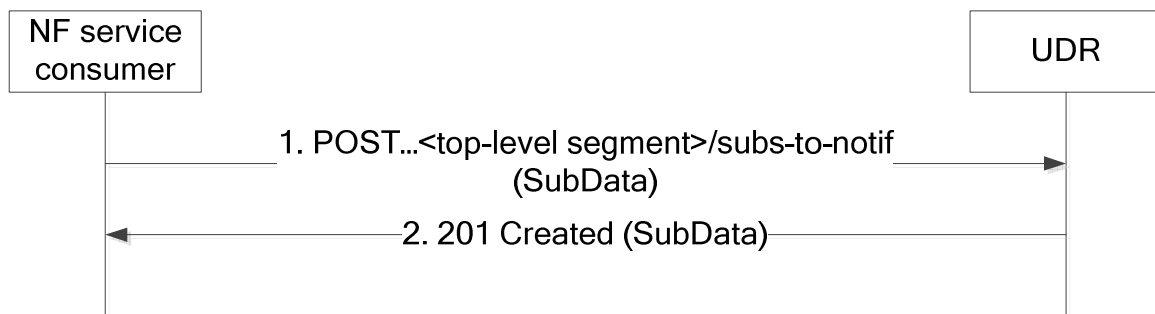 NF service
consumer
UDR
1. POST...<top-level segment>/subs-to-notif
(SubData)
2. 201 Created (SubData)